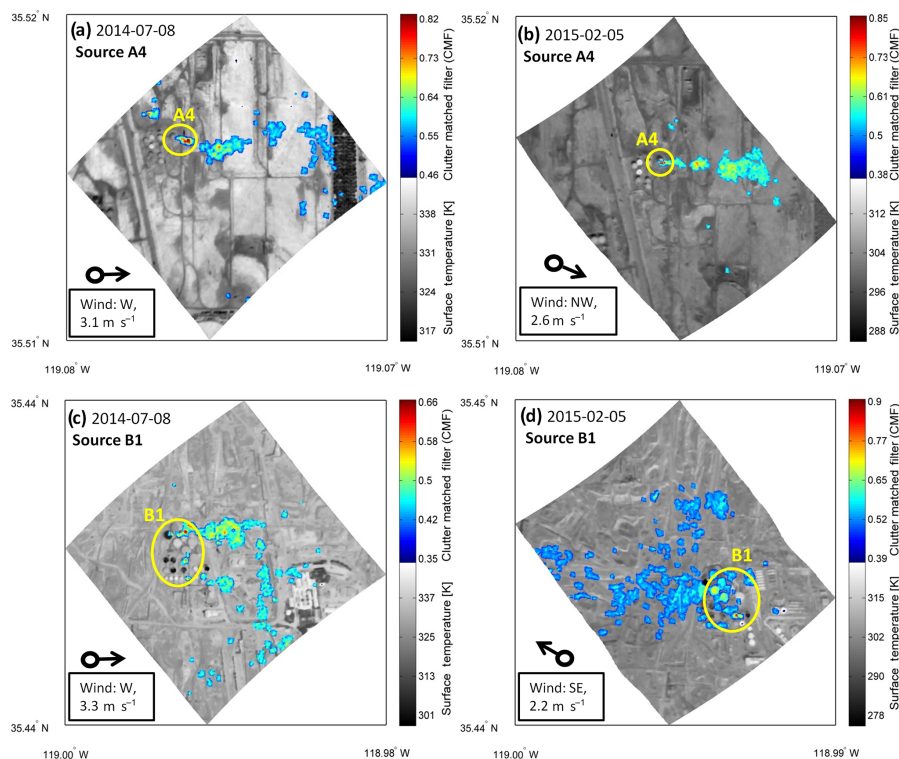 35.52° N
(a) 2014-07-08
Source A4
A4
Wind: W,
3.1 m s−1
35.51° N
119.08° W
119.07° W
0.82
0.73
0.64
0.55
0.46
338
331
324
317
Clutter matched filter (CMF)
Surface temperature [K]
35.52° N
(b) 2015-02-05
Source A4
A4
Wind: NW,
2.6 m s−1
35.51° N
119.08° W
119.07° W
0.85
0.73
0.61
0.5
0.38
312
304
296
288
Clutter matched filter (CMF)
Surface temperature [K]
35.44° N
(c) 2014-07-08
Source B1
B1
Wind: W,
3.3 m s−1
35.44° N
119.00° W
118.98° W
0.66
0.58
0.5
0.42
0.35
337
325
313
301
Clutter matched filter (CMF)
Surface temperature [K]
35.45° N
(d) 2015-02-05
Source B1
B1
Wind: SE,
2.2 m s−1
35.44° N
119.00° W
118.99° W
0.9
0.77
0.65
0.52
0.39
315
302
290
278
Clutter matched filter (CMF)
Surface temperature [K]